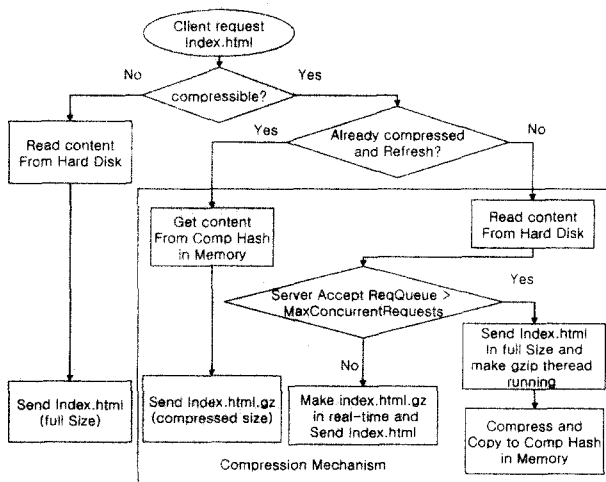 Client request
Index.html
No
Yes
compressible?
Read content
From Hard Disk
Yes
Already compressed
and Refresh?
No
Get content
From Comp Hash
in Memory
Read content
From Hard Disk
Server Accept ReqQueue >
MaxConcurrentRequests
Yes
No
Send Index.html
In full Size and
make gzip theread
running
Send Index.html
(full Size)
Send Index.html.gz
(compressed size)
Make index.html.gz
in real-time and
Send Index.html
Compress and
Copy to Comp Hash
in Memory
Compression Mechanism